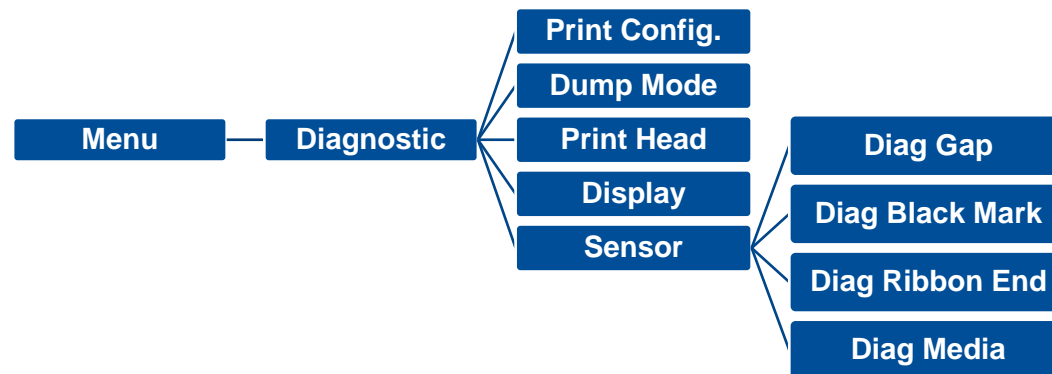 Menu
Diagnostic
Print Config.
Dump Mode
Print Head
Display
Sensor
Diag Gap
Diag Black Mark
Diag Ribbon End
Diag Media